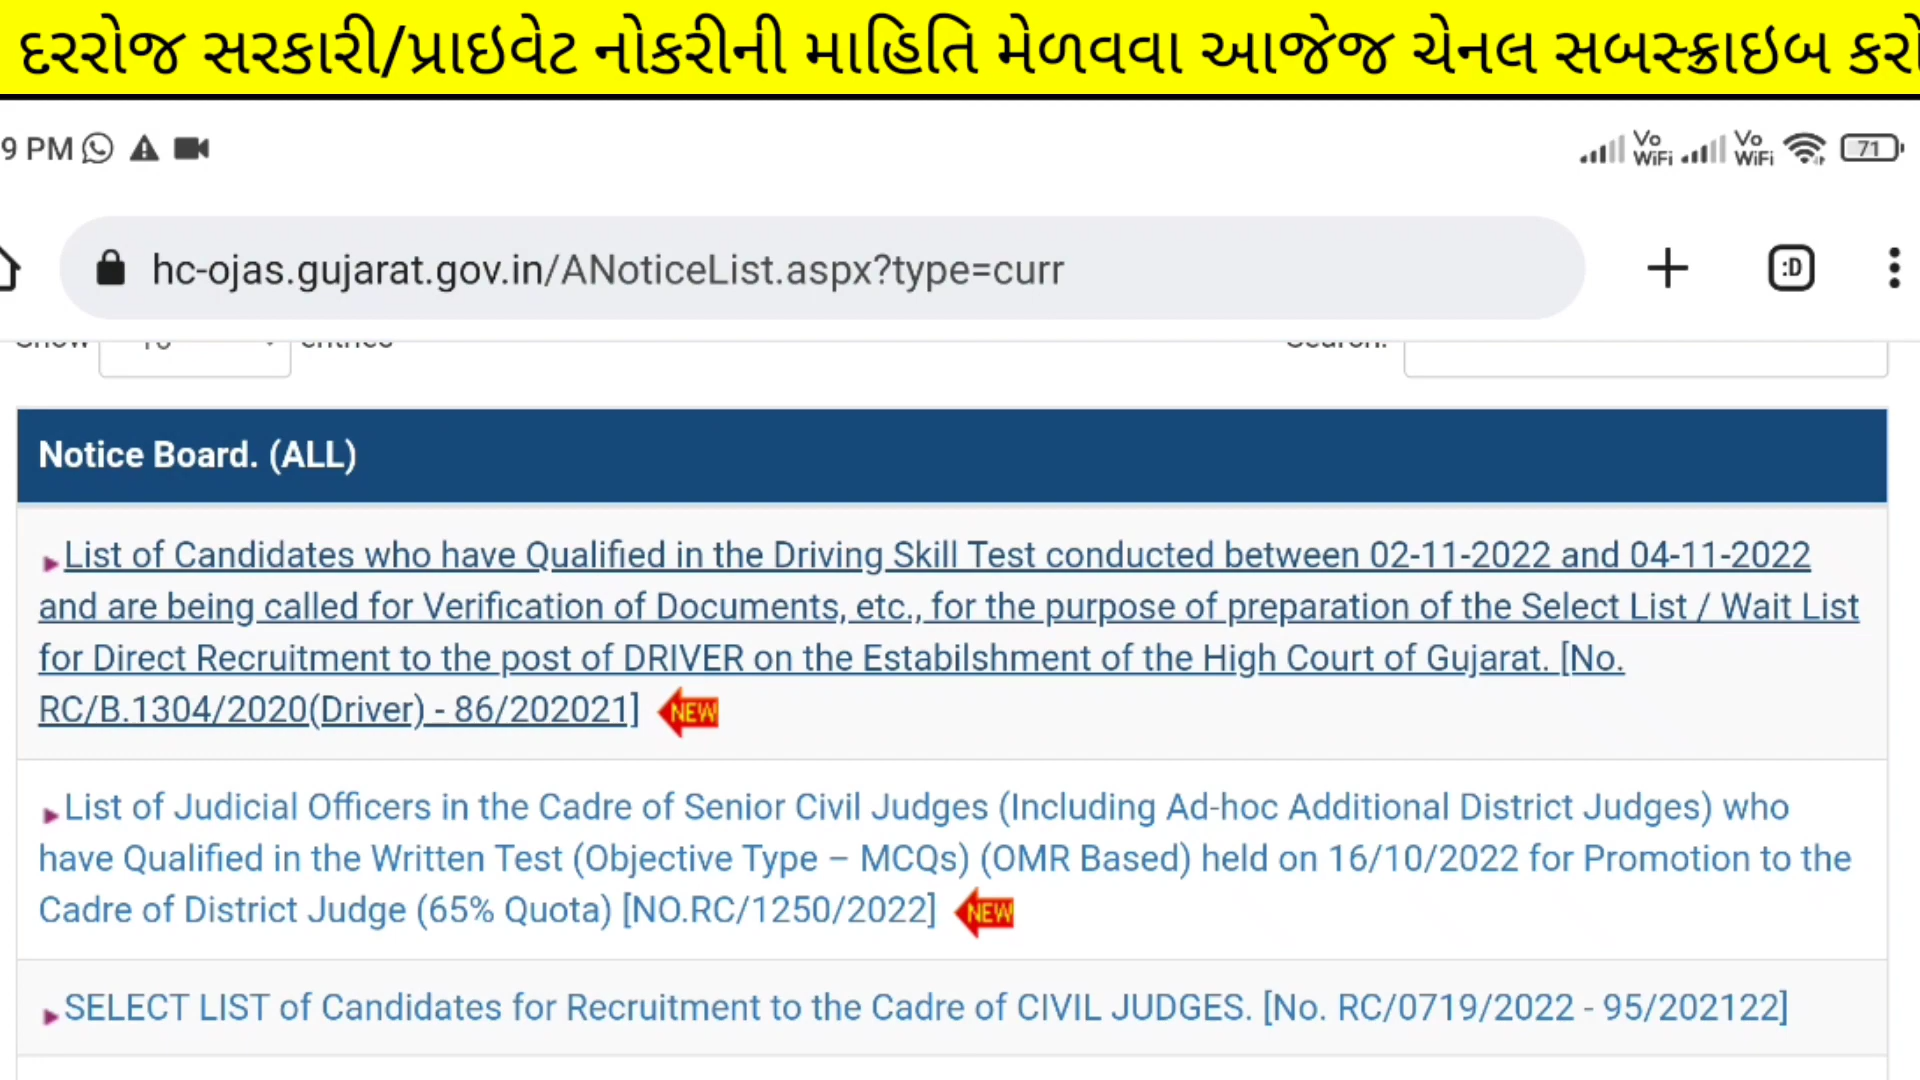 દરરોજ સરકારી/પ્રાઇવેટ નોકરીની માહિતિ મેળવવા આજેજ ચેનલ સબસ્ક્રાઇબ કરો
9 PM
Vo WiFi Vo WiFi 71
hc-ojas.gujarat.gov.in/ANoticeList.aspx?type=curr :D
Show 10 entries Search:
Notice Board. (ALL)
List of Candidates who have Qualified in the Driving Skill Test conducted between 02-11-2022 and 04-11-2022
and are being called for Verification of Documents, etc., for the purpose of preparation of the Select List / Wait List
for Direct Recruitment to the post of DRIVER on the Estabilshment of the High Court of Gujarat. [No.
RC/B.1304/2020(Driver) - 86/202021] NEW
List of Judicial Officers in the Cadre of Senior Civil Judges (Including Ad-hoc Additional District Judges) who
have Qualified in the Written Test (Objective Type – MCQs) (OMR Based) held on 16/10/2022 for Promotion to the
Cadre of District Judge (65% Quota) [NO.RC/1250/2022] NEW
SELECT LIST of Candidates for Recruitment to the Cadre of CIVIL JUDGES. [No. RC/0719/2022 - 95/202122]